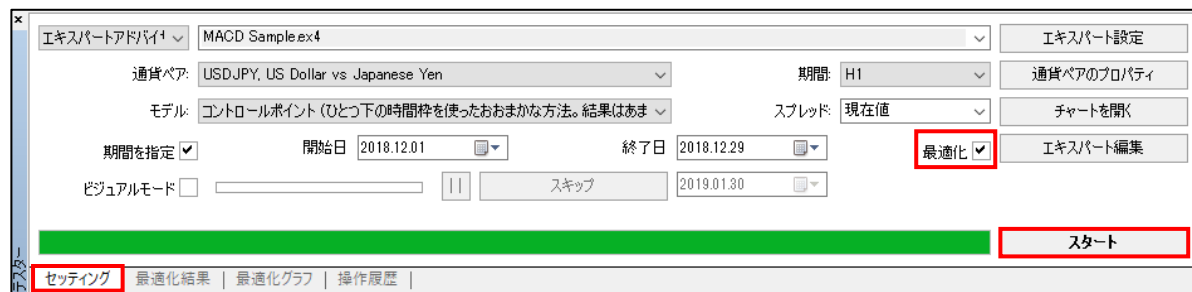 エキスパートアドバイ MACD Sample.ex4 エキスパート設定
通貨ペア: USDJPY, US Dollar vs Japanese Yen 期間: H1 通貨ペアのプロパティ
モデル: コントロールポイント (ひとつ下の時間枠を使ったおおまかな方法。結果はあま スプレッド: 現在値 チャートを開く
期間を指定 開始日 2018.12.01 終了日 2018.12.29 最適化 エキスパート編集
ビジュアルモード スキップ 2019.01.30
スタート
セッティング | 最適化結果 | 最適化グラフ | 操作履歴 |
テスター